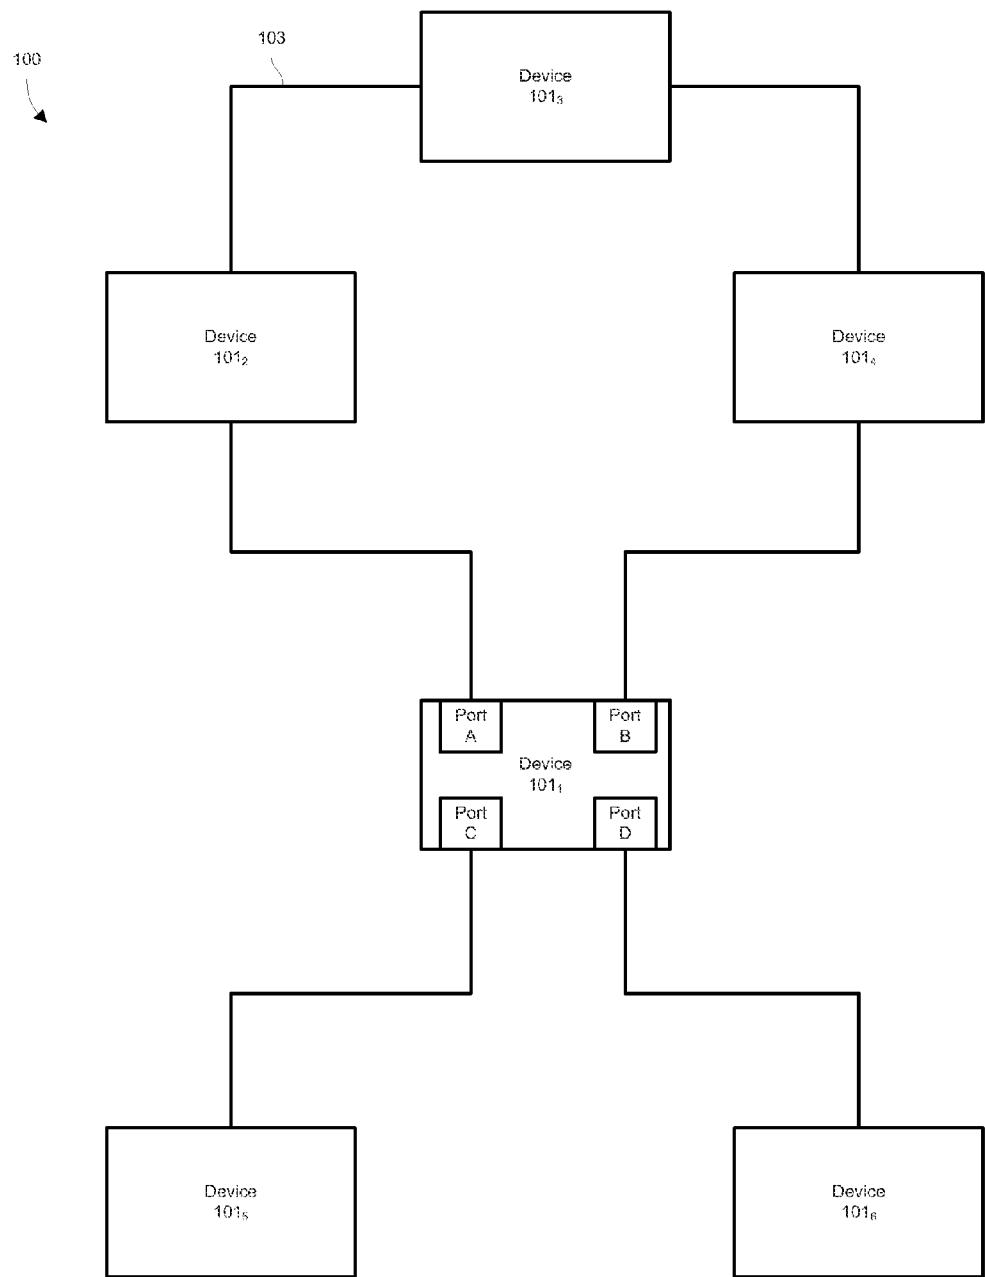 103
100
Device
101₃
Device
101₂
Device
101₄
Port
A
Port
B
Device
101₁
Port
C
Port
D
Device
101₅
Device
101₆